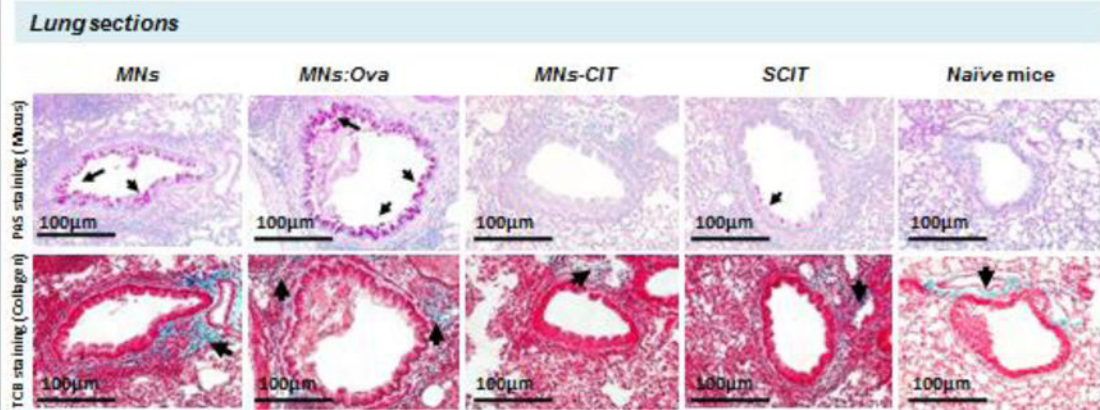 Lung sections
MNs MNs:Ova MNs-CIT SCIT Naïve mice
PAS staining (Mucus)
100µm 100µm 100µm 100µm 100µm
TCB staining (Collagen)
100µm 100µm 100µm 100µm 100µm